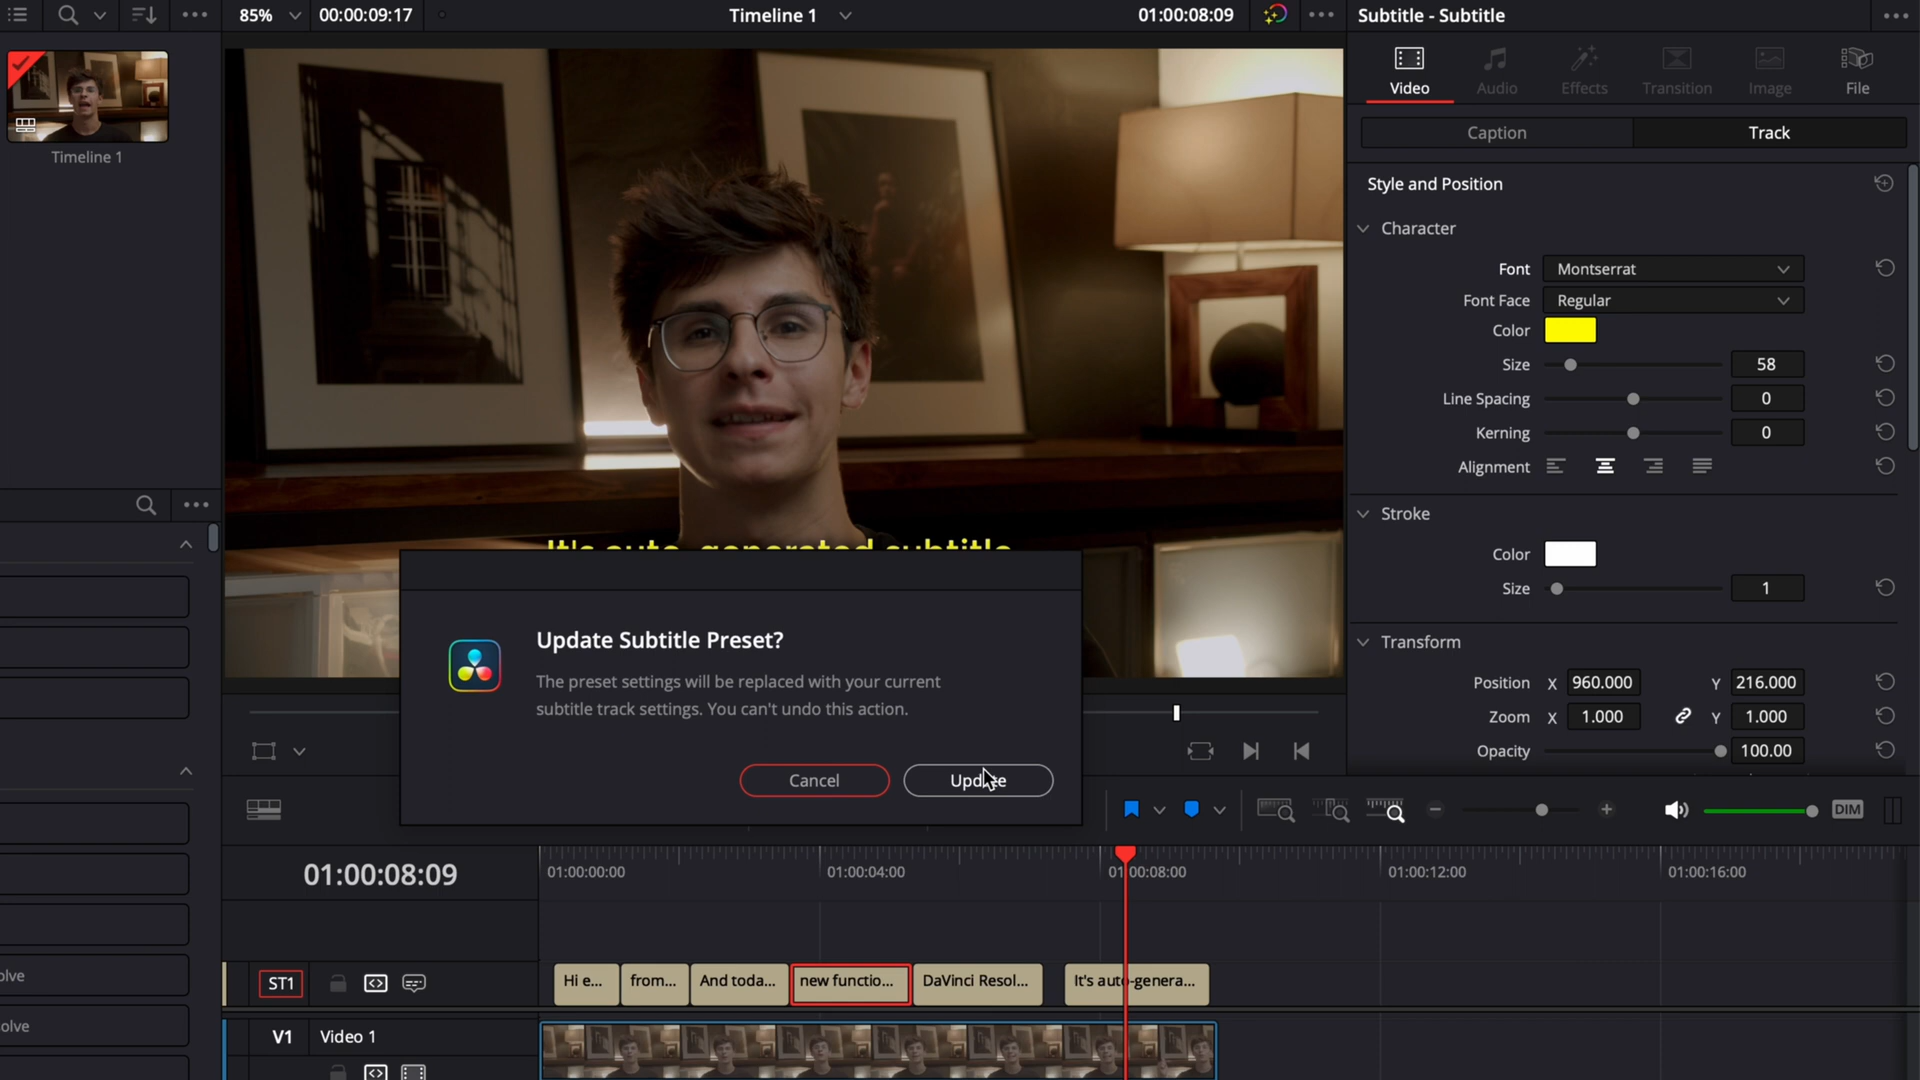 85%
00:00:09:17
Timeline 1
01:00:08:09
Subtitle - Subtitle
Timeline 1
Video
Audio
Effects
Transition
Image
File
Caption
Track
Style and Position
Character
Font
Montserrat
Font Face
Regular
Color
Size
58
Line Spacing
0
Kerning
0
Alignment
Stroke
Color
Size
1
Transform
Position
X
960.000
Y
216.000
Zoom
X
1.000
Y
1.000
Opacity
100.00
It's auto-generated subtitle
Update Subtitle Preset?
The preset settings will be replaced with your current
subtitle track settings. You can't undo this action.
Cancel
Update
DIM
01:00:08:09
01:00:00:00
01:00:04:00
01:00:08:00
01:00:12:00
01:00:16:00
olve
olve
ST1
Hi e...
from...
And toda...
new functio...
DaVinci Resol...
It's auto-genera...
V1
Video 1